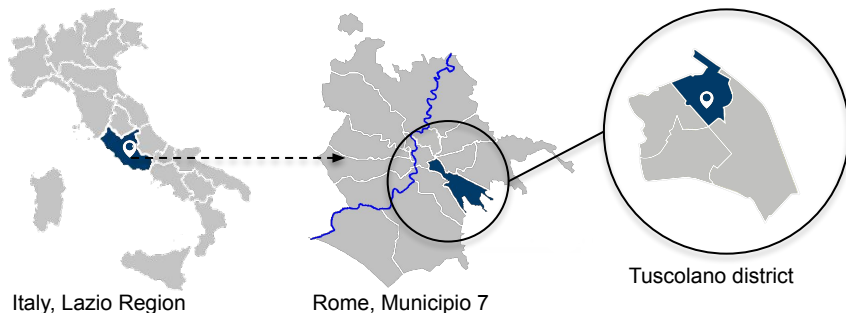 Italy, Lazio Region
Rome, Municipio 7
Tuscolano district